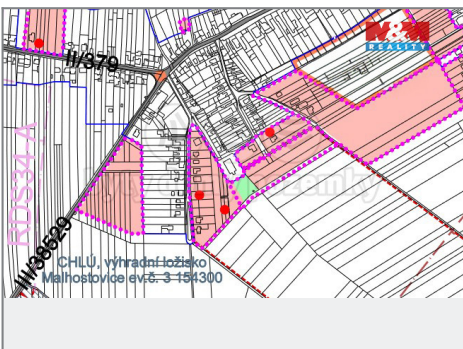 M&M
REALITY
II/379
RDS34-A
III/38529
CHLÚ, výhradní ložisko
Malhostovice ev.č. 3 154300